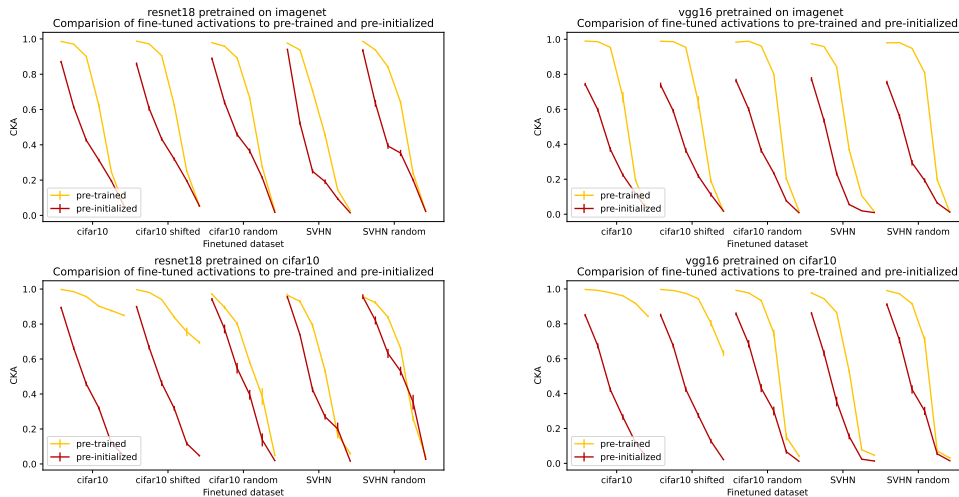 resnet18 pretrained on imagenet
Comparision of fine-tuned activations to pre-trained and pre-initialized
1.0
0.8
0.6
0.4
0.2
0.0
CKA
pre-trained
pre-initialized
cifar10
cifar10 shifted
cifar10 random
SVHN
SVHN random
Finetuned dataset
vgg16 pretrained on imagenet
Comparision of fine-tuned activations to pre-trained and pre-initialized
1.0
0.8
0.6
0.4
0.2
0.0
CKA
pre-trained
pre-initialized
cifar10
cifar10 shifted
cifar10 random
SVHN
SVHN random
Finetuned dataset
resnet18 pretrained on cifar10
Comparision of fine-tuned activations to pre-trained and pre-initialized
1.0
0.8
0.6
0.4
0.2
0.0
CKA
pre-trained
pre-initialized
cifar10
cifar10 shifted
cifar10 random
SVHN
SVHN random
Finetuned dataset
vgg16 pretrained on cifar10
Comparision of fine-tuned activations to pre-trained and pre-initialized
1.0
0.8
0.6
0.4
0.2
0.0
CKA
pre-trained
pre-initialized
cifar10
cifar10 shifted
cifar10 random
SVHN
SVHN random
Finetuned dataset